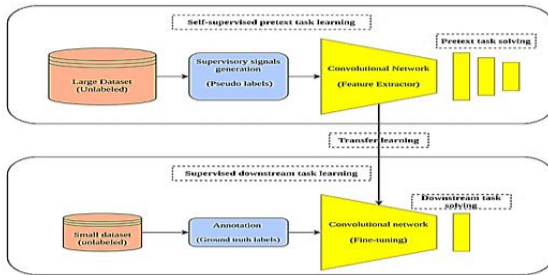 Self-supervised pretext task learning
Pretext task solving
Large Dataset
(Unlabeled)
Supervisory signals
generation
(Pseudo labels)
Convolutional Network
(Feature Extractor)
Transfer learning
Supervised downstream task learning
Downstream task
solving
Small dataset
(unlabeled)
Annotation
(Ground truth labels)
Convolutional network
(Fine-tuning)